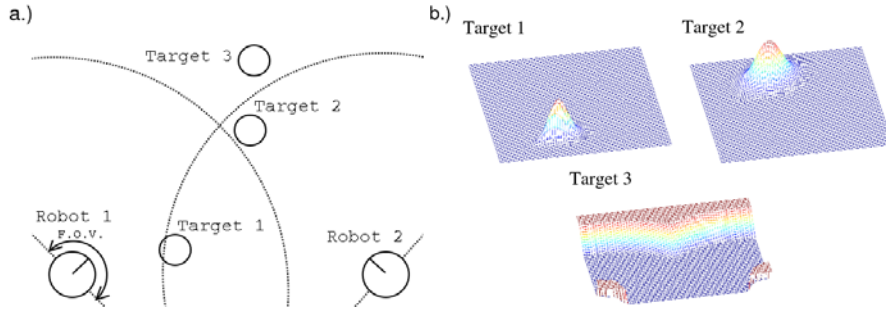 a.)
Target 3
Target 2
Robot 1
F.O.V.
Target 1
Robot 2
b.)
Target 1
Target 2
Target 3